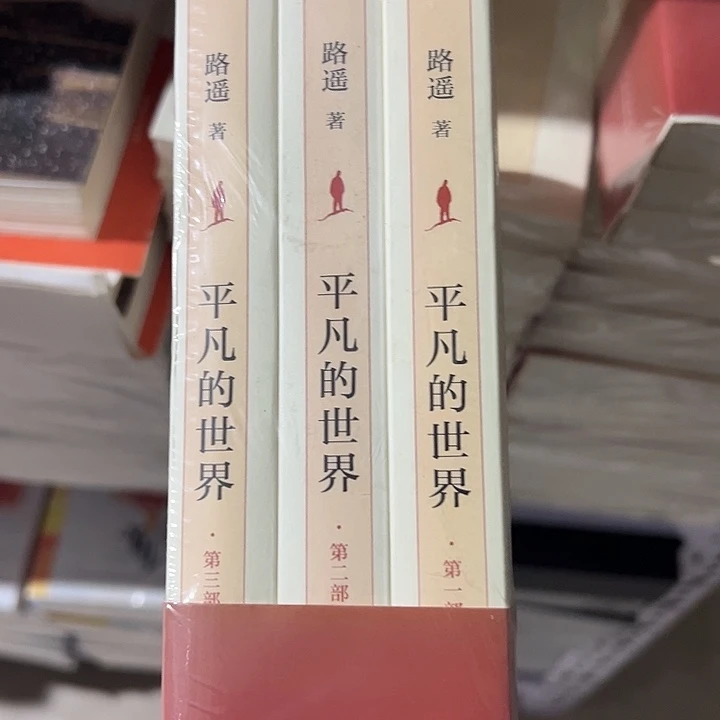 路遥 著
平凡的世界
·第三部
路遥 著
平凡的世界
·第二部
路遥 著
平凡的世界
·第一部